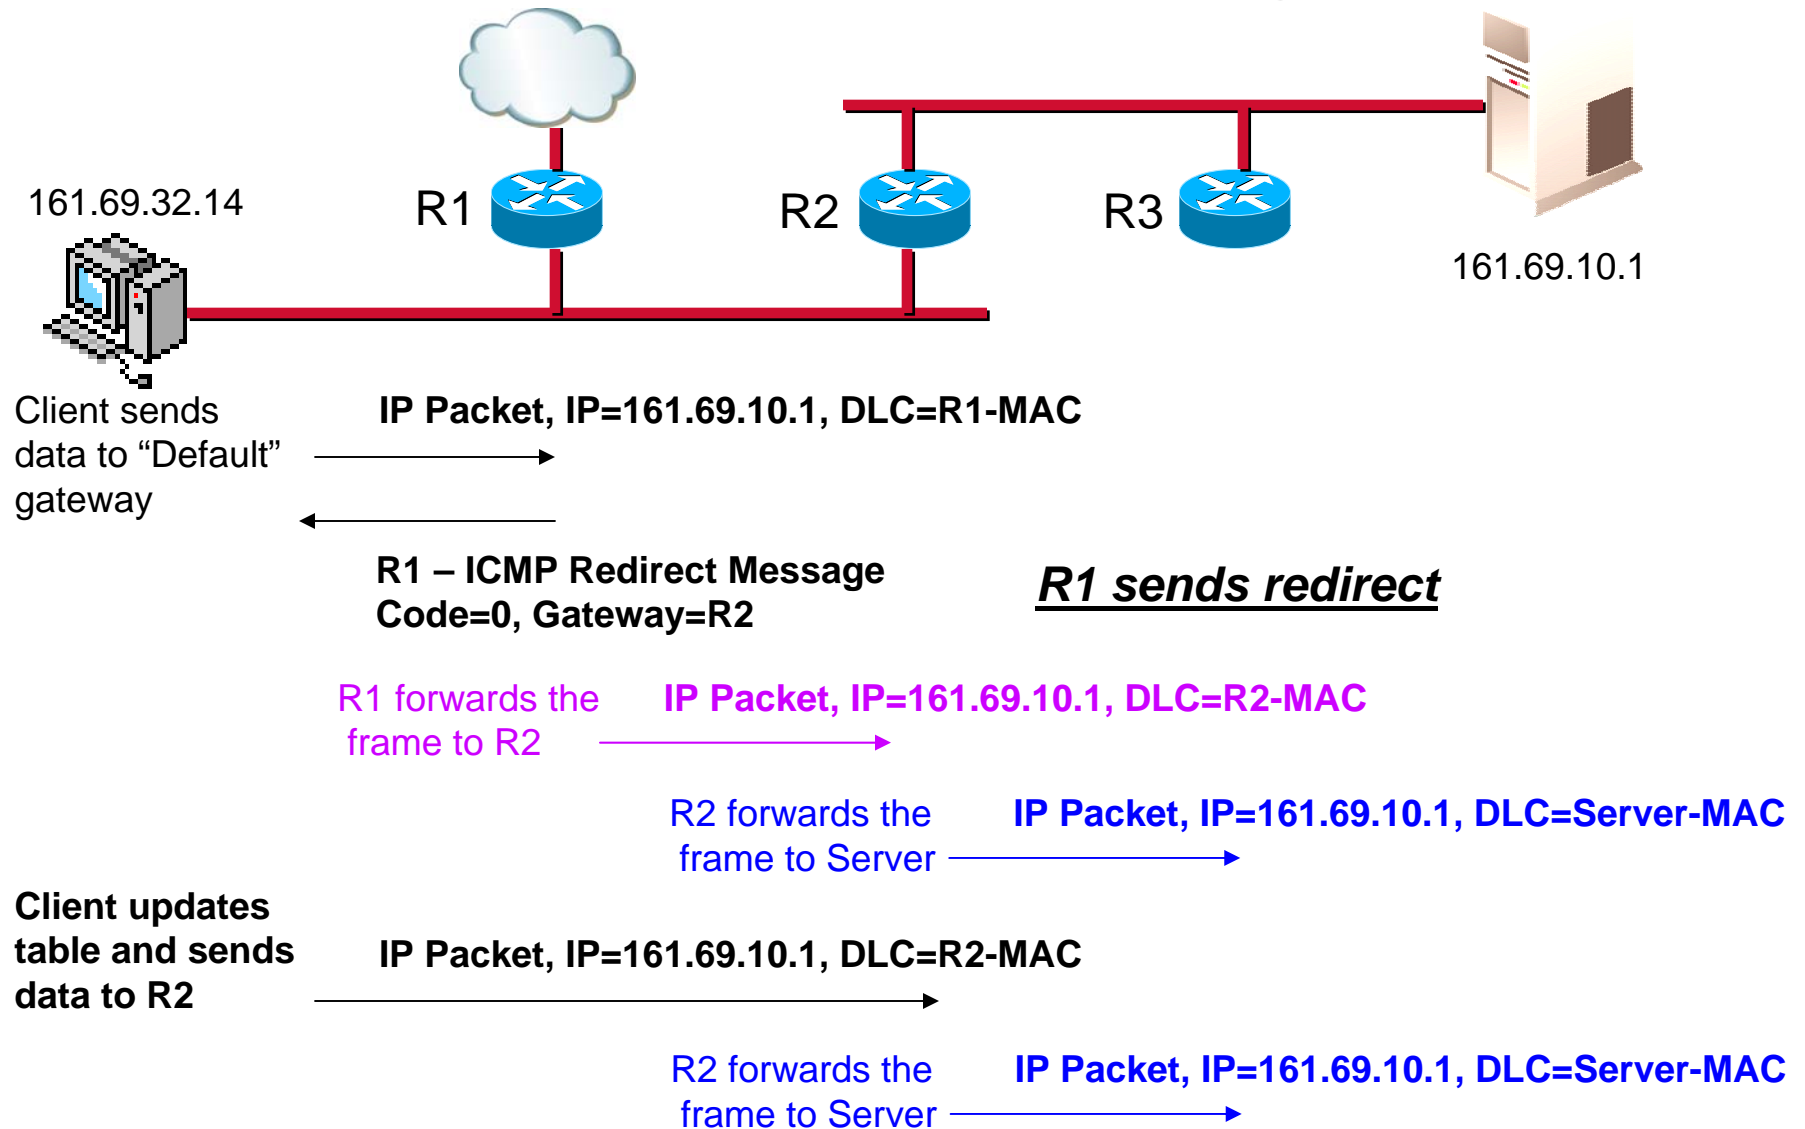 161.69.32.14
R1
R2
R3
161.69.10.1
Client sends
data to “Default”
gateway
IP Packet, IP=161.69.10.1, DLC=R1-MAC
R1 – ICMP Redirect Message
Code=0, Gateway=R2
R1 sends redirect
R1 forwards the
frame to R2
IP Packet, IP=161.69.10.1, DLC=R2-MAC
R2 forwards the
frame to Server
IP Packet, IP=161.69.10.1, DLC=Server-MAC
Client updates
table and sends
data to R2
IP Packet, IP=161.69.10.1, DLC=R2-MAC
R2 forwards the
frame to Server
IP Packet, IP=161.69.10.1, DLC=Server-MAC